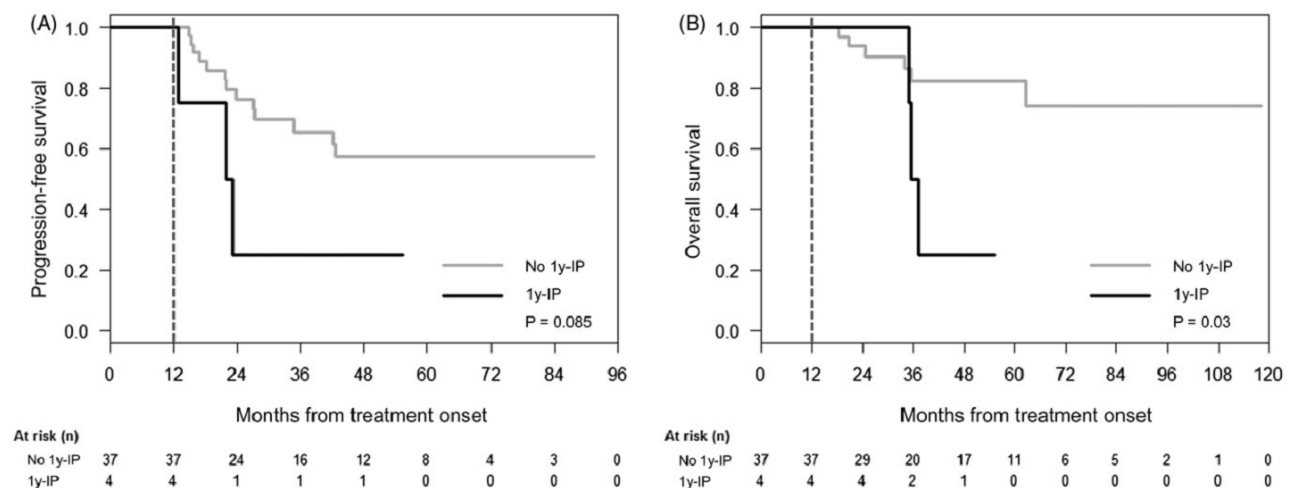 (A)
Progression-free survival
1.0
0.8
0.6
0.4
0.2
0.0
No 1y-IP
1y-IP
P = 0.085
0 12 24 36 48 60 72 84 96
Months from treatment onset
At risk (n)
No 1y-IP 37 37 24 16 12 8 4 3 0
1y-IP 4 4 1 1 1 0 0 0 0
(B)
Overall survival
1.0
0.8
0.6
0.4
0.2
0.0
No 1y-IP
1y-IP
P = 0.03
0 12 24 36 48 60 72 84 96 108 120
Months from treatment onset
At risk (n)
No 1y-IP 37 37 29 20 17 11 6 5 2 1 0
1y-IP 4 4 4 2 1 0 0 0 0 0 0